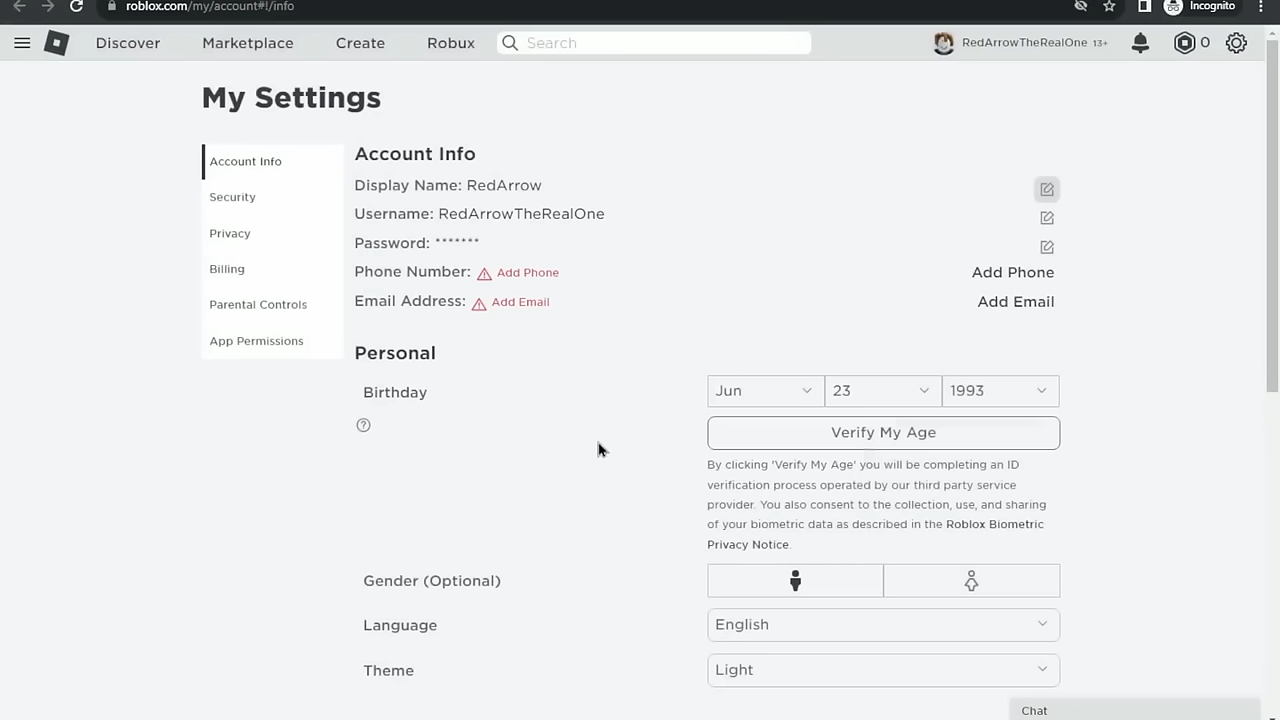 roblox.com/my/account#!/info
Incognito
Discover
Marketplace
Create
Robux
Search
RedArrowTheRealOne 13+
0
My Settings
Account Info
Security
Privacy
Billing
Parental Controls
App Permissions
Account Info
Display Name: RedArrow
Username: RedArrowTheRealOne
Password: *******
Phone Number: Add Phone
Add Phone
Email Address: Add Email
Add Email
Personal
Birthday
Jun
23
1993
Verify My Age
By clicking 'Verify My Age' you will be completing an ID
verification process operated by our third party service
provider. You also consent to the collection, use, and sharing
of your biometric data as described in the Roblox Biometric
Privacy Notice.
Gender (Optional)
Language
English
Theme
Light
Chat